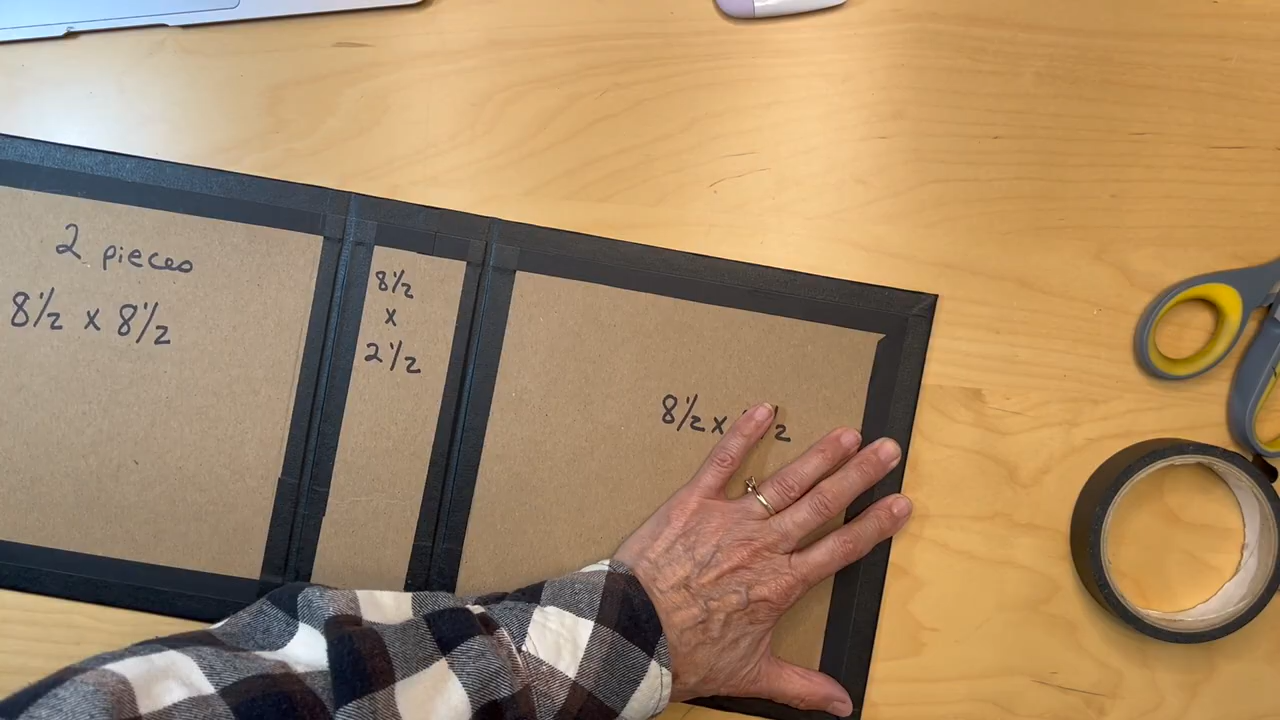 2 pieces
8½ x 8½
8½
x
2½
8½ x